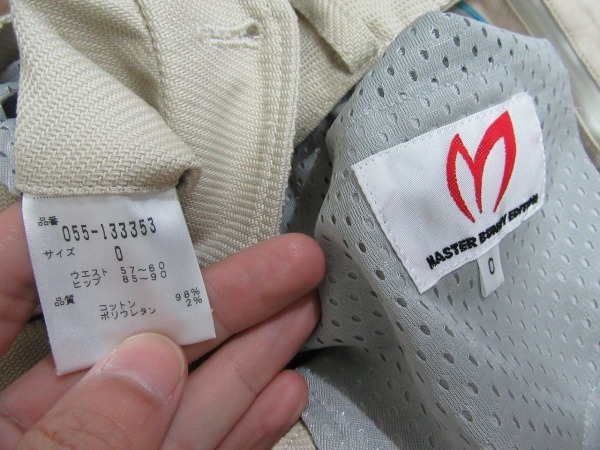 品番
055-133353
サイズ 0
ウエスト 57〜60
ヒップ 85〜90
品質
コットン 98%
ポリウレタン 2%
MASTER BUNNY EDITION
0